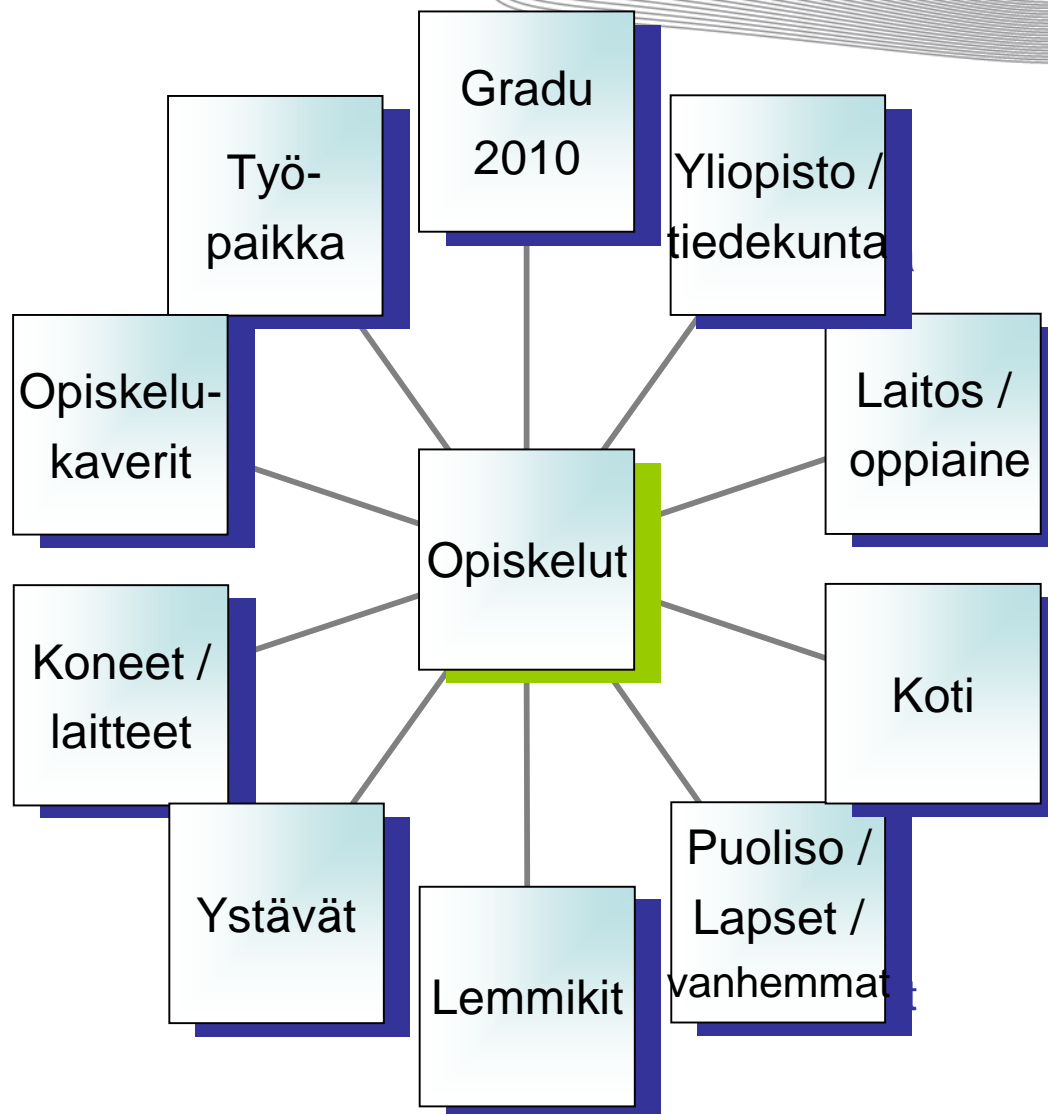 Gradu
2010
Yliopisto /
tiedekunta
Työ-
paikka
Laitos /
oppiaine
Opiskelu-
kaverit
Opiskelut
Koneet /
laitteet
Koti
Puoliso /
Lapset /
vanhemmat
Ystävät
Lemmikit